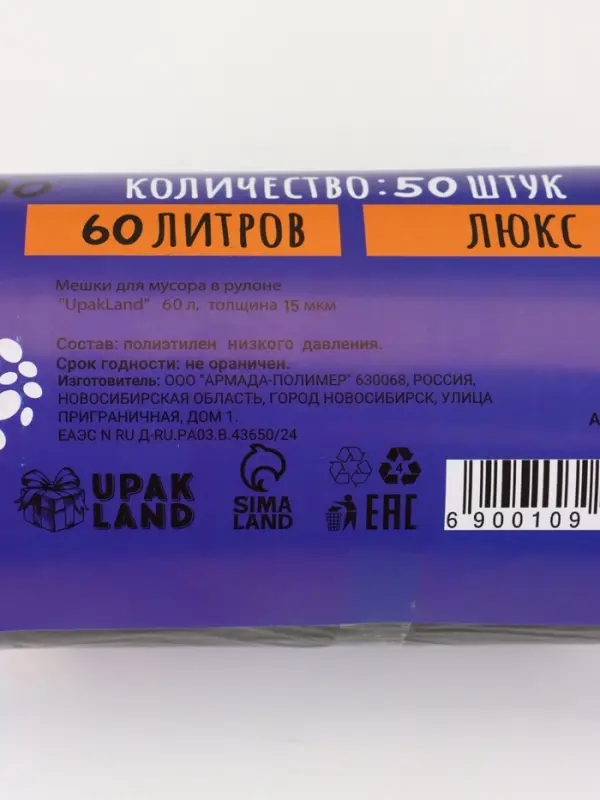 КОЛИЧЕСТВО: 50 ШТУК
60 ЛИТРОВ
ЛЮКС
Мешки для мусора в рулоне
"UpakLand" 60 л, толщина 15 мкм
Состав: полиэтилен низкого давления.
Срок годности: не ораничен.
Изготовитель: ООО "АРМАДА-ПОЛИМЕР" 630068, РОССИЯ,
НОВОСИБИРСКАЯ ОБЛАСТЬ, ГОРОД НОВОСИБИРСК, УЛИЦА
ПРИГРАНИЧНАЯ, ДОМ 1.
ЕАЭС N RU Д-RU.РА03.В.43650/24
UPAK
LAND
SIMA
LAND
4
EAC
6 900109